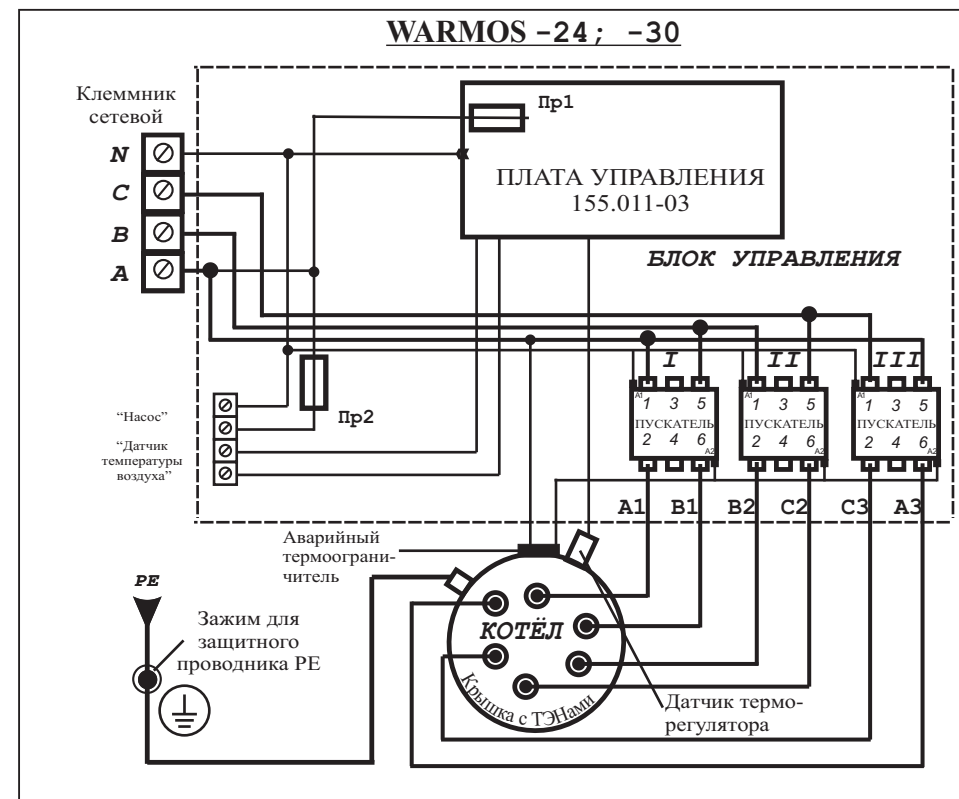 WARMOS -24; -30
Клеммник
сетевой
N
C
B
A
Пр1
ПЛАТА УПРАВЛЕНИЯ
155.011-03
БЛОК УПРАВЛЕНИЯ
Пр2
“Насос”
“Датчик
температуры
воздуха”
I
II
III
A1
1 3 5
ПУСКАТЕЛЬ
2 4 6
A2
A1
1 3 5
ПУСКАТЕЛЬ
2 4 6
A2
A1
1 3 5
ПУСКАТЕЛЬ
2 4 6
A2
A1 B1 B2 C2 C3 A3
Аварийный
термоограни-
читель
PE
Зажим для
защитного
проводника PE
КОТЁЛ
Крышка с ТЭНами
Датчик термо-
регулятора